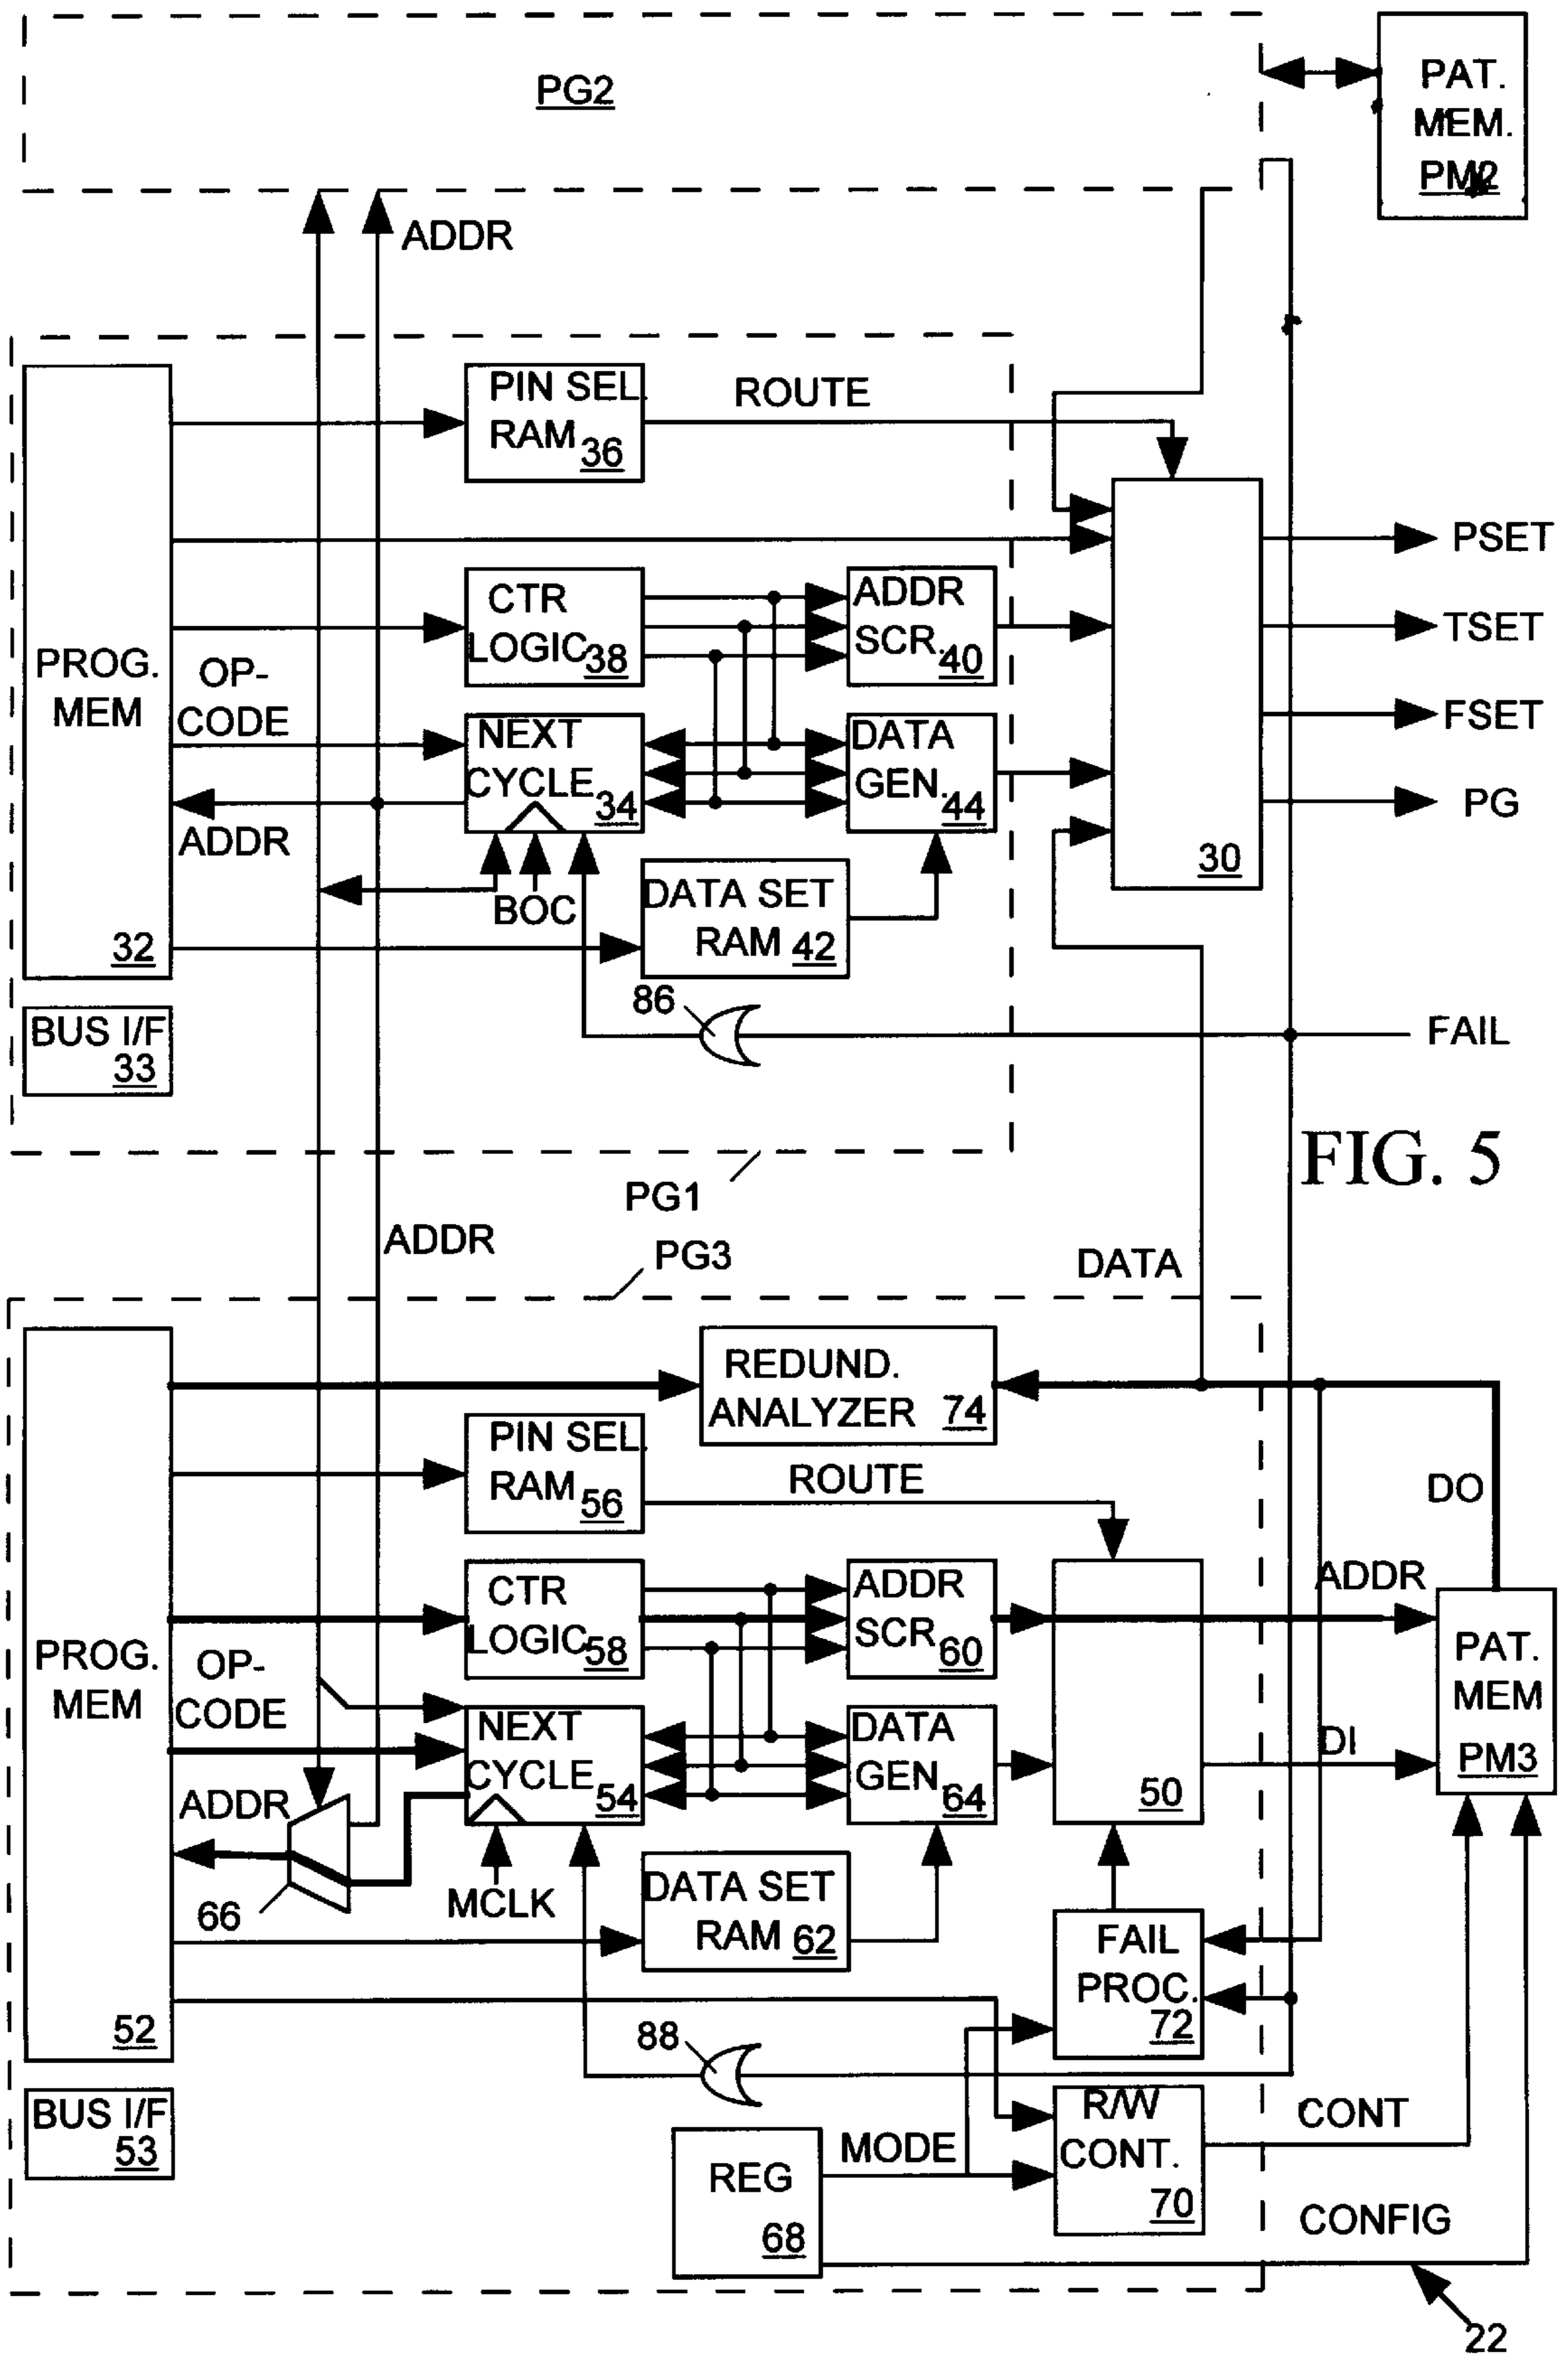 PG2
PAT.
MEM.
PM2
ADDR
PIN SEL.
RAM 36
ROUTE
PSET
CTR
LOGIC 38
ADDR
SCR. 40
TSET
PROG.
MEM
OP-
CODE
NEXT
CYCLE 34
DATA
GEN. 44
FSET
PG
ADDR
30
BOC
DATA SET
RAM 42
32
86
BUS I/F
33
FAIL
FIG. 5
PG1
ADDR
PG3
DATA
REDUND.
ANALYZER 74
PIN SEL.
RAM 56
ROUTE
DO
CTR
LOGIC 58
ADDR
SCR. 60
ADDR
PROG.
MEM
OP-
CODE
PAT.
MEM
PM3
NEXT
CYCLE 54
DATA
GEN. 64
50
DI
ADDR
66
MCLK
DATA SET
RAM 62
FAIL
PROC.
72
52
88
BUS I/F
53
R/W
CONT.
70
CONT
MODE
REG
68
CONFIG
22